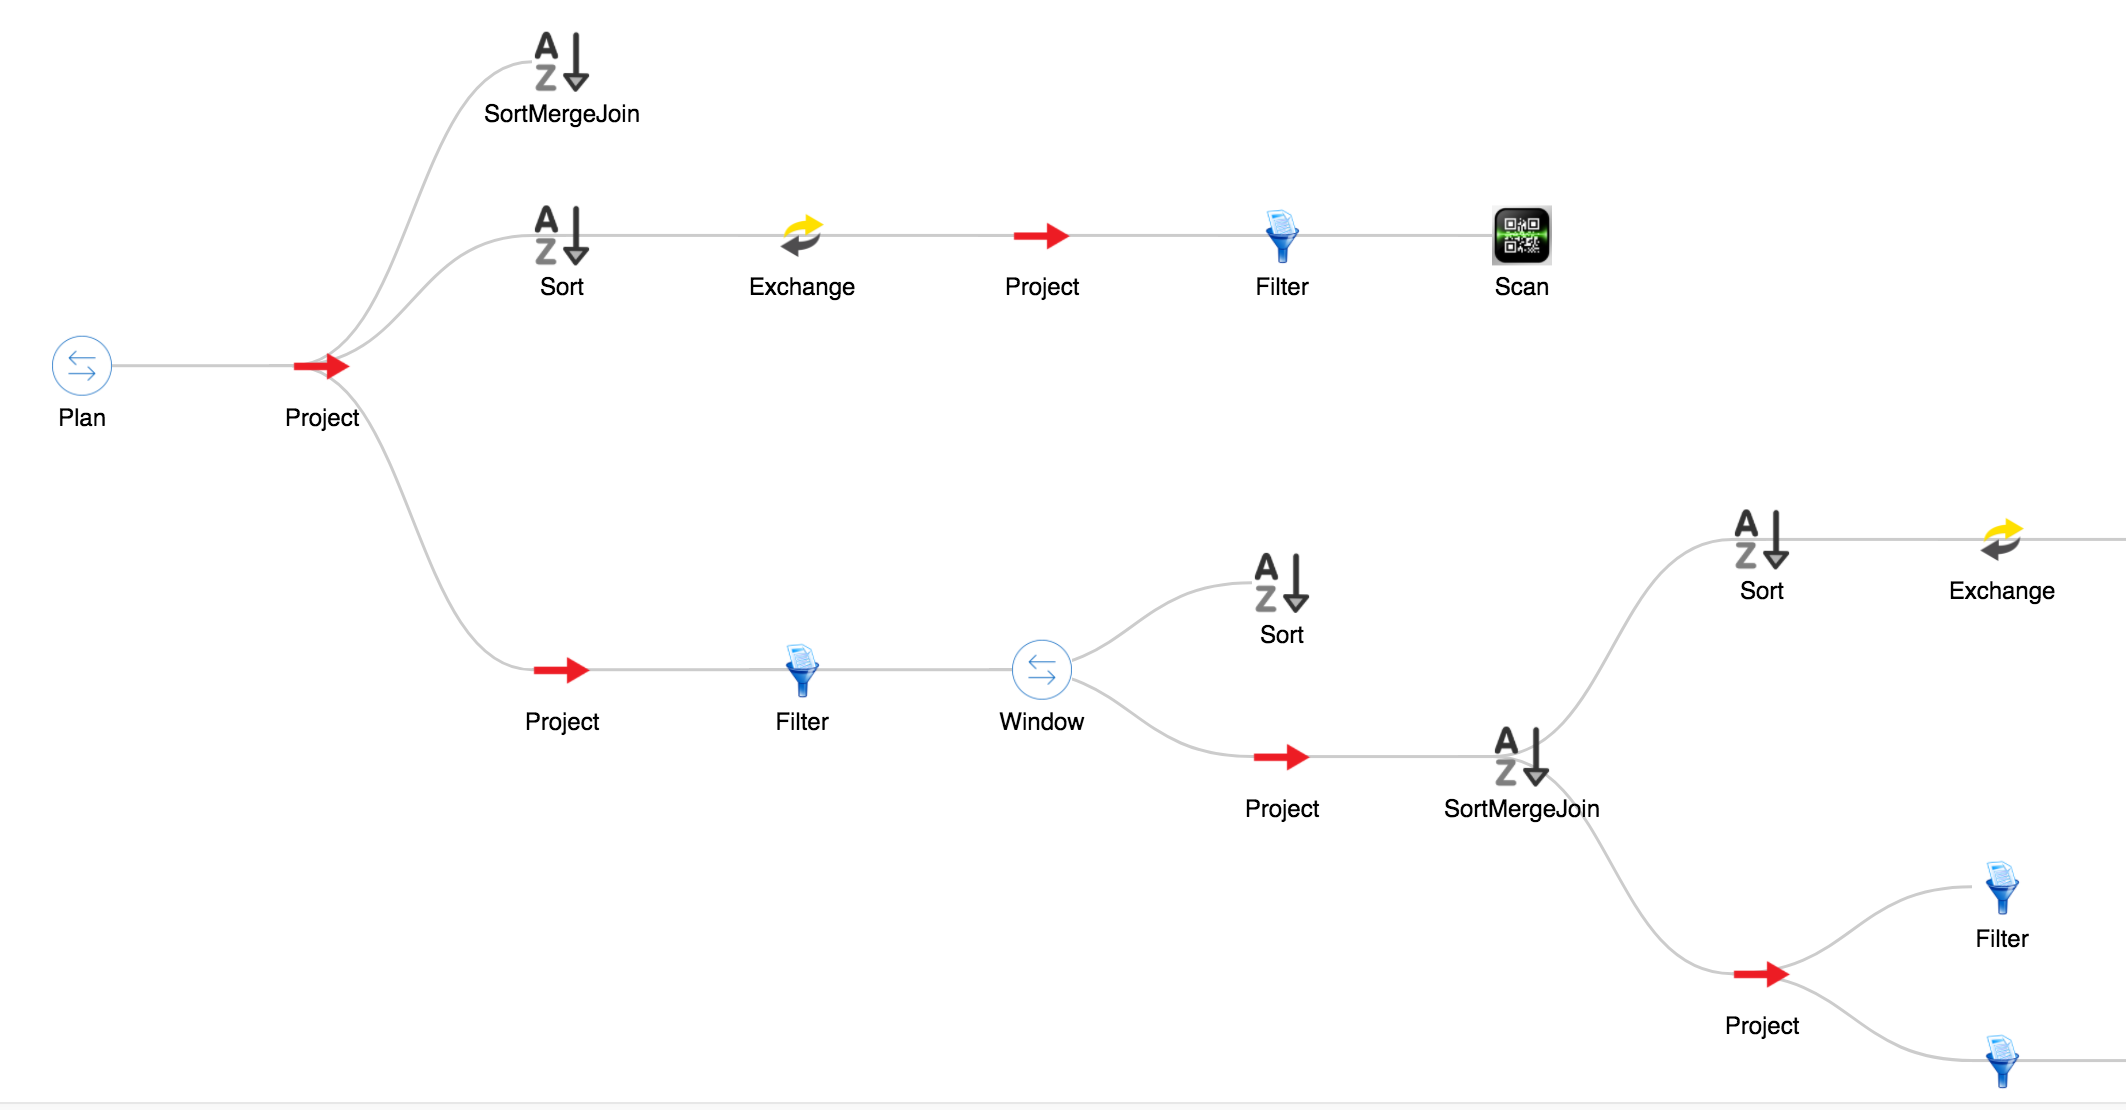 SortMergeJoin
Sort
Exchange
Project
Filter
Scan
Plan
Project
Sort
Exchange
Sort
Project
Filter
Window
Project
SortMergeJoin
Filter
Project